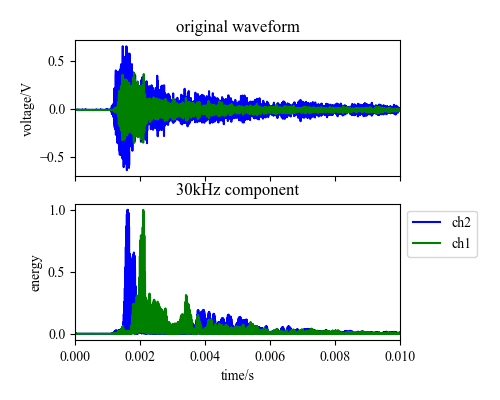 original waveform
0.5
0.0
−0.5
voltage/V
30kHz component
1.0
0.5
0.0
energy
0.000 0.002 0.004 0.006 0.008 0.010
time/s
ch2
ch1